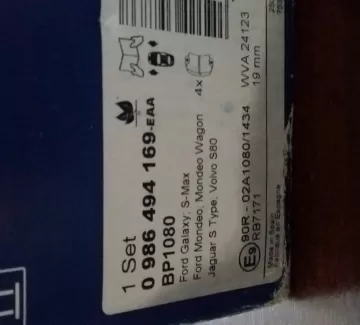 1 Set
0 986 494 169-EAA
BP1080
Ford Galaxy; S-Max
Ford Mondeo, Mondeo Wagon
Jaguar S Type, Volvo S80
4x
WVA 24123
19 mm
E9 90R - 02A1080/1434
RB7171
Made in Spain